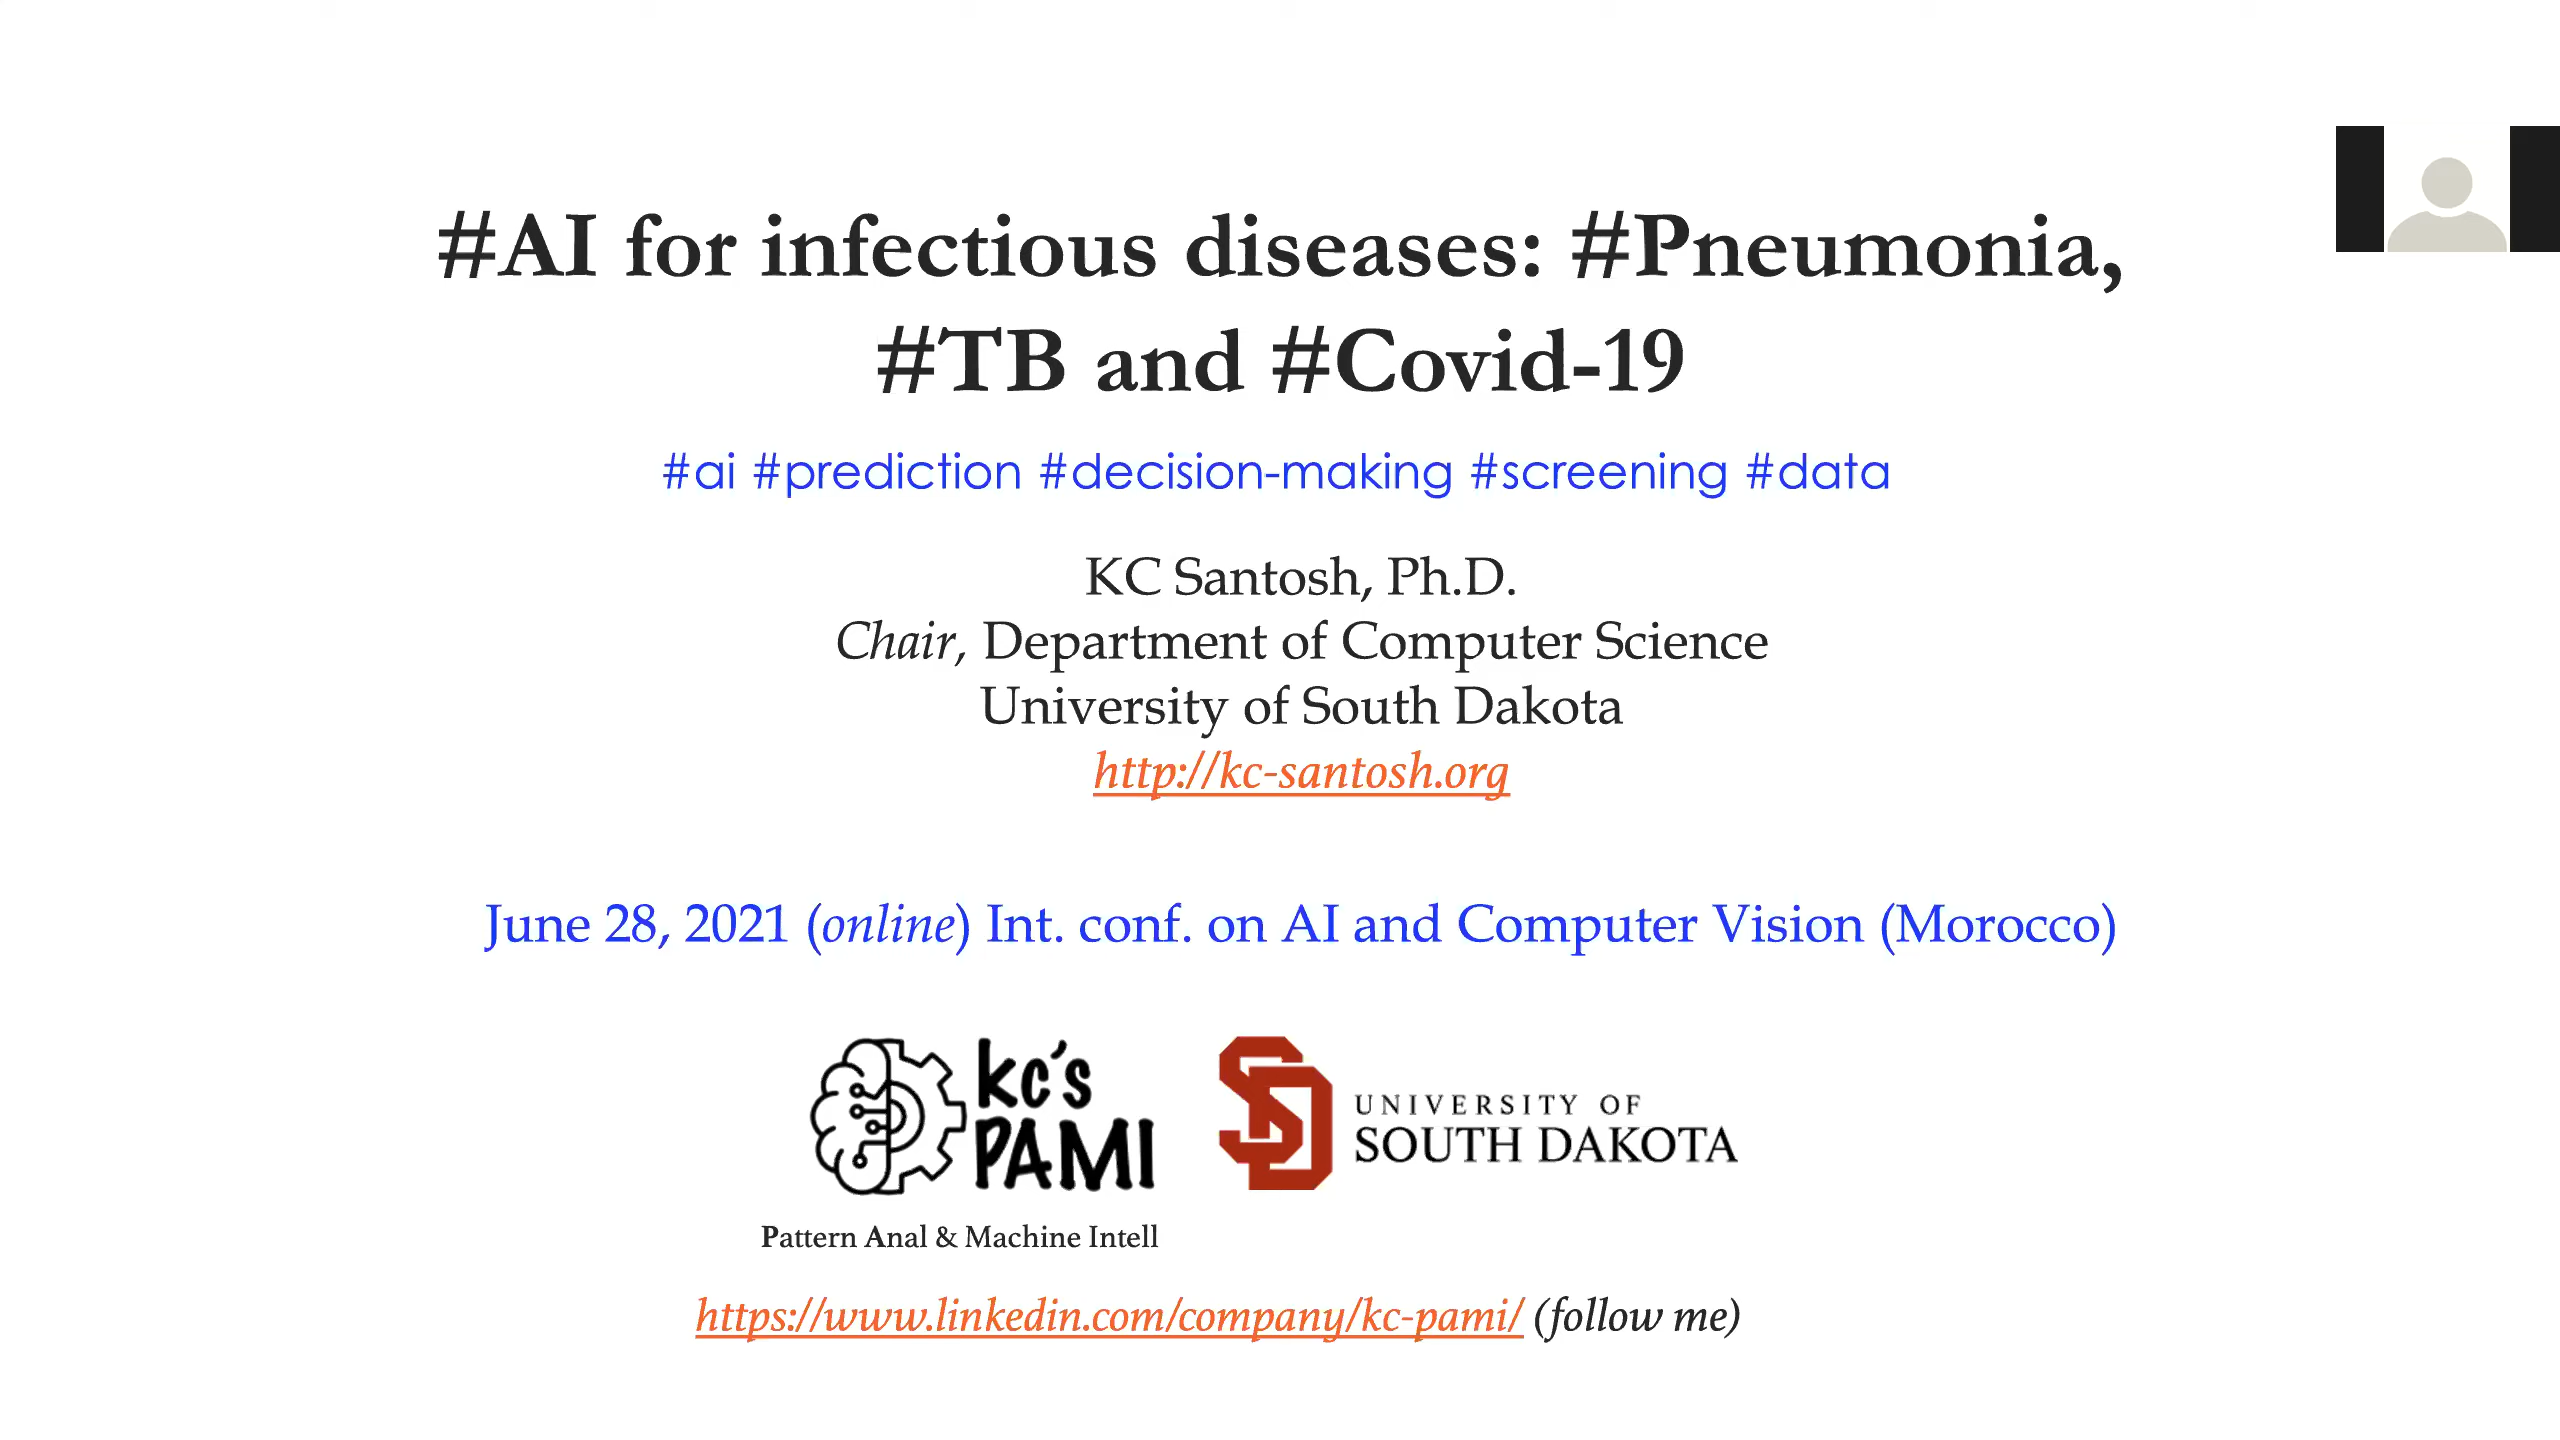 #AI for infectious diseases: #Pneumonia,
#TB and #Covid-19
#ai #prediction #decision-making #screening #data
KC Santosh, Ph.D.
Chair, Department of Computer Science
University of South Dakota
http://kc-santosh.org
June 28, 2021 (online) Int. conf. on AI and Computer Vision (Morocco)
kc's
PAMI
Pattern Anal & Machine Intell
SD
UNIVERSITY OF
SOUTH DAKOTA
https://www.linkedin.com/company/kc-pami/ (follow me)